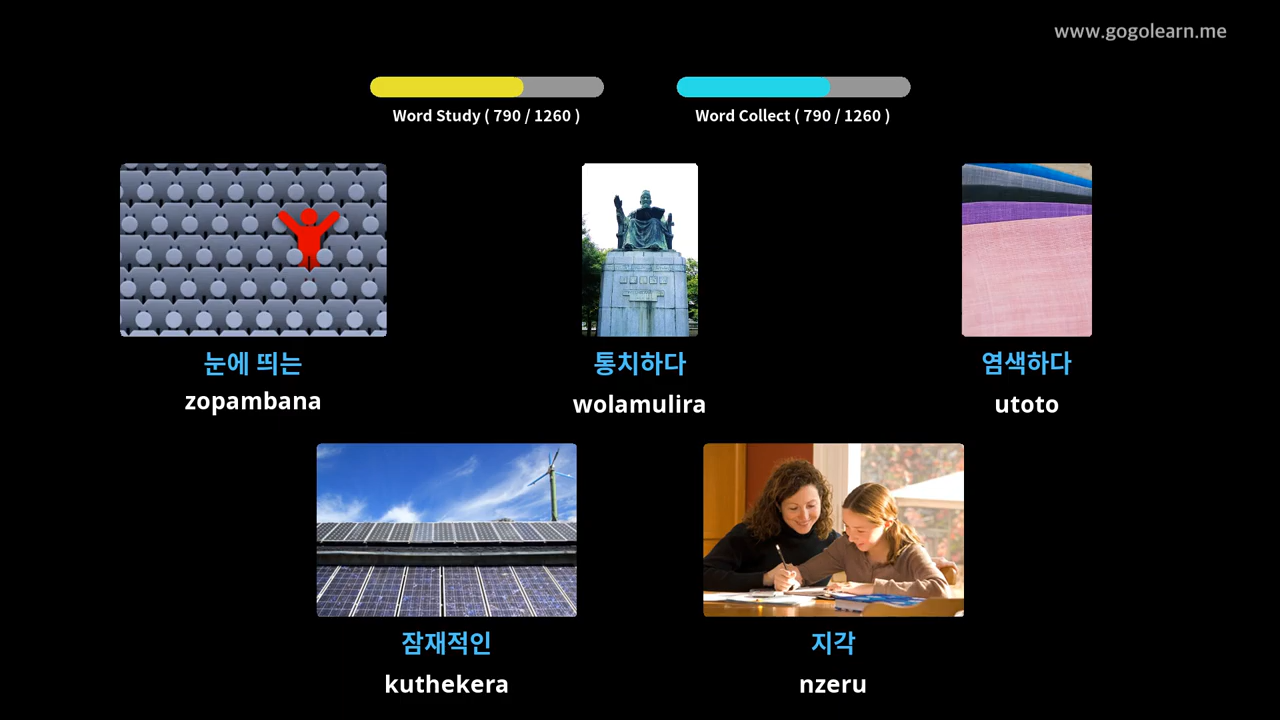 www.gogolearn.me
Word Study ( 790 / 1260 )
Word Collect ( 790 / 1260 )
눈에 띄는
zopambana
통치하다
wolamulira
염색하다
utoto
잠재적인
kuthekera
지각
nzeru